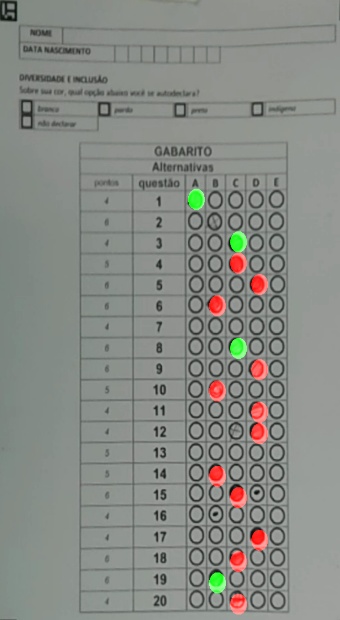 NOME
DATA NASCIMENTO
DIVERSIDADE E INCLUSÃO
Sobre sua cor, qual opção abaixo você se autodeclara?
branco pardo preto indígena
não declarar
GABARITO
Alternativas
pontos questão A B C D E
4 1
6 2
4 3
5 4
6 5
6 6
4 7
6 8
6 9
5 10
4 11
4 12
5 13
5 14
6 15
4 16
4 17
6 18
6 19
4 20